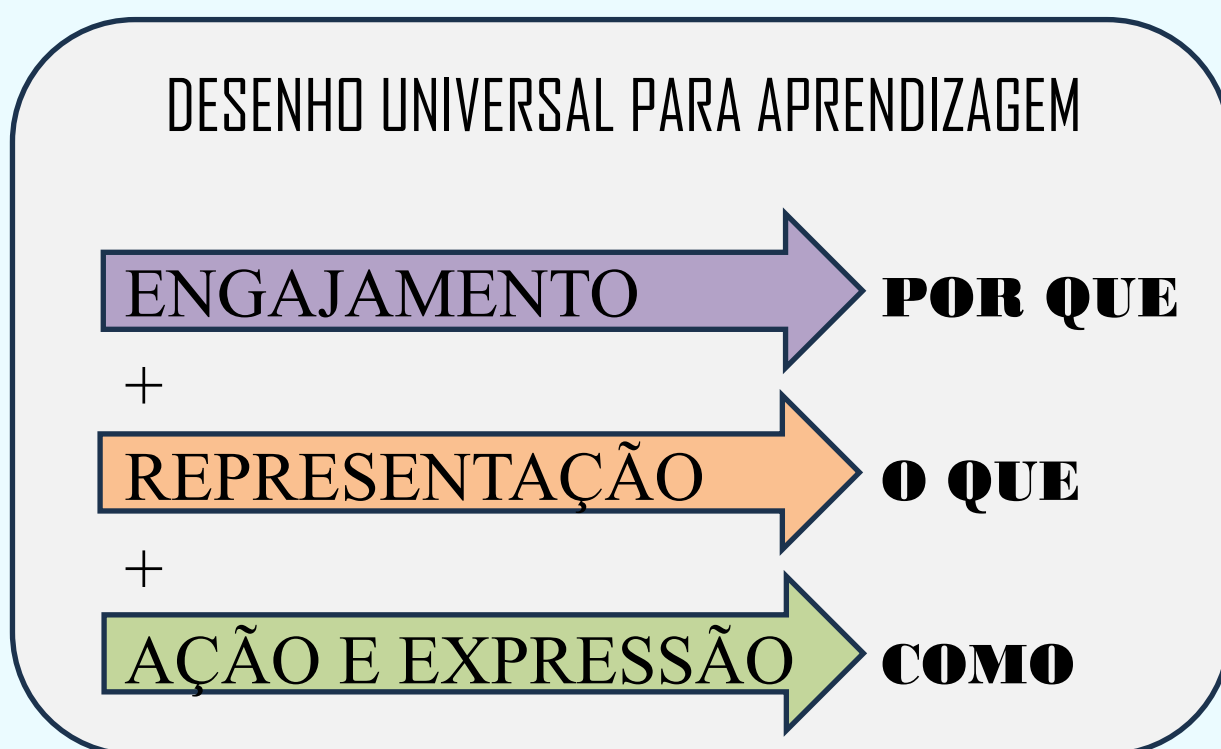 DESENHO UNIVERSAL PARA APRENDIZAGEM
ENGAJAMENTO POR QUE
+
REPRESENTAÇÃO O QUE
+
AÇÃO E EXPRESSÃO COMO